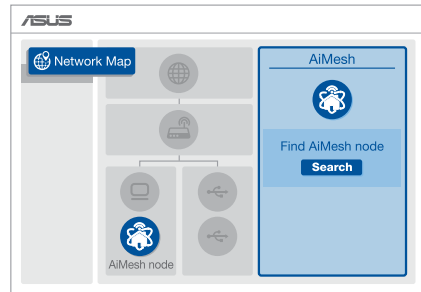 ASUS
Network Map
AiMesh
Find AiMesh node
Search
AiMesh node